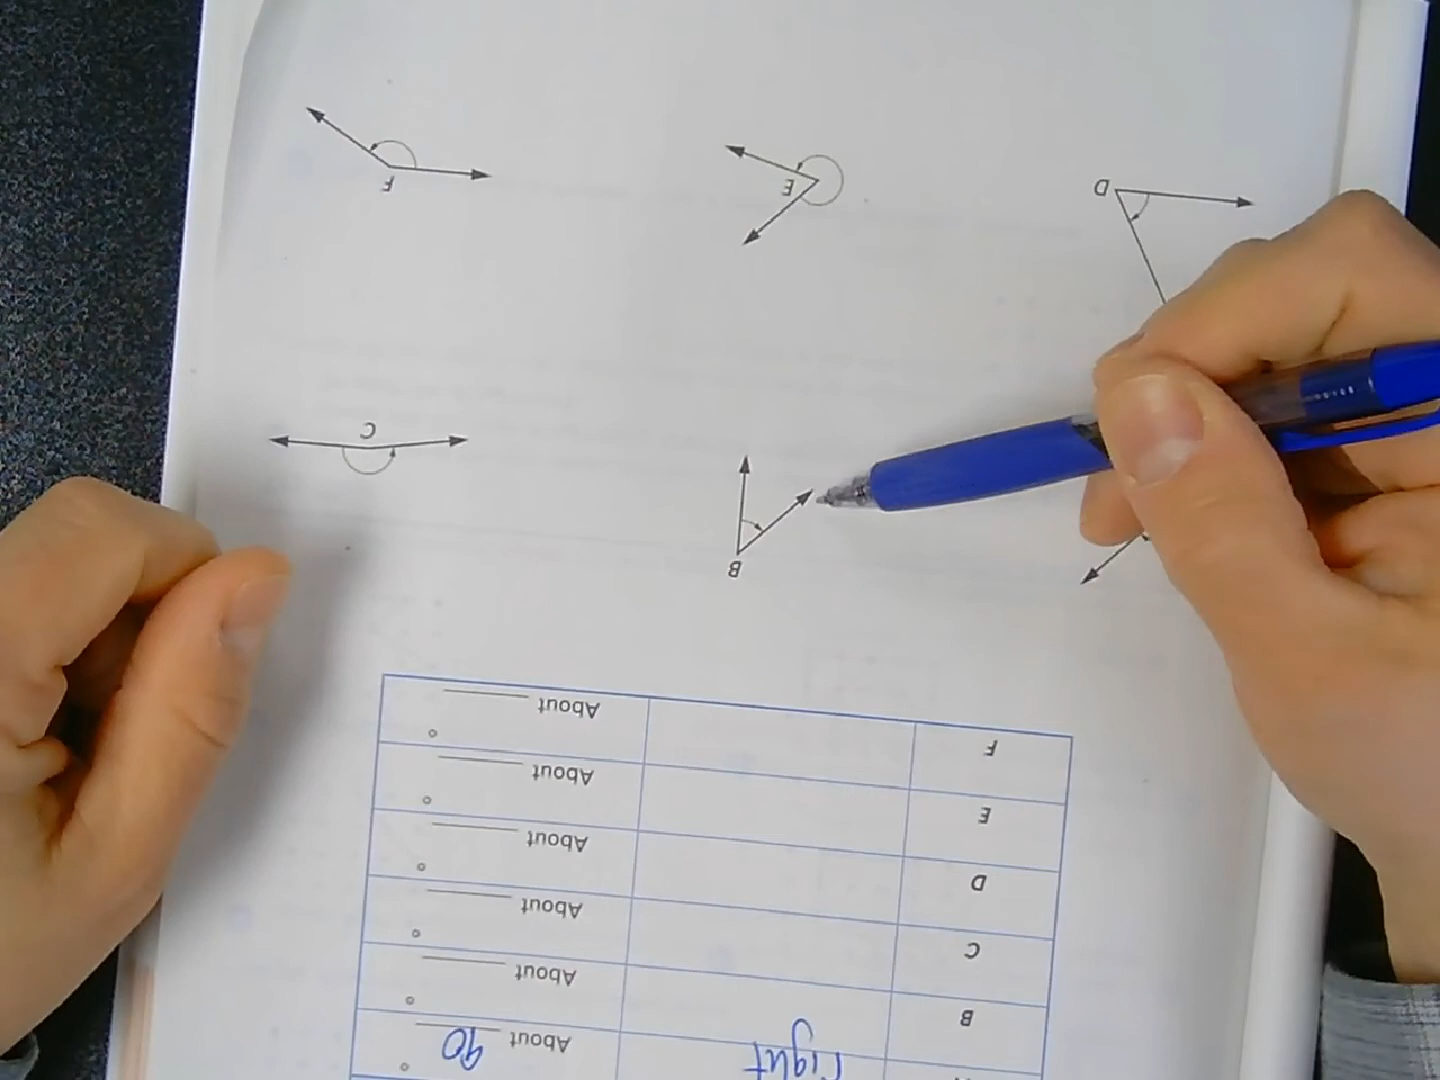 right About 90 °
B About ____ °
C About ____ °
D About ____ °
E About ____ °
F About ____ °
B
C
D
E
F